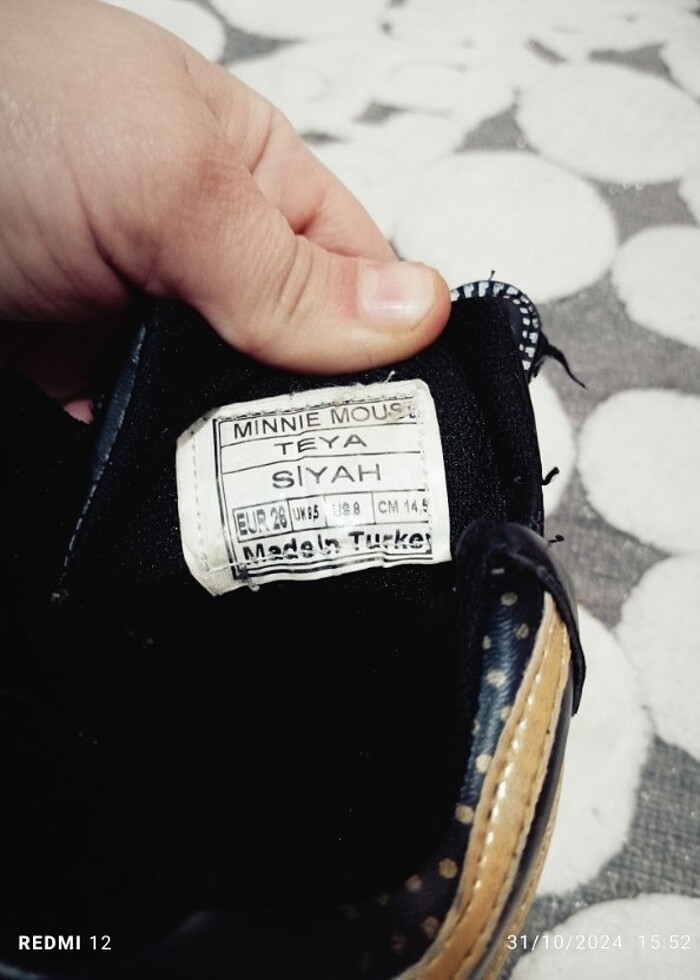 MINNIE MOUSE
TEYA
SİYAH
EUR 26 UK 8,5 US 8 CM 14,5
Made in Turkey
REDMI 12
31/10/2024 15:52